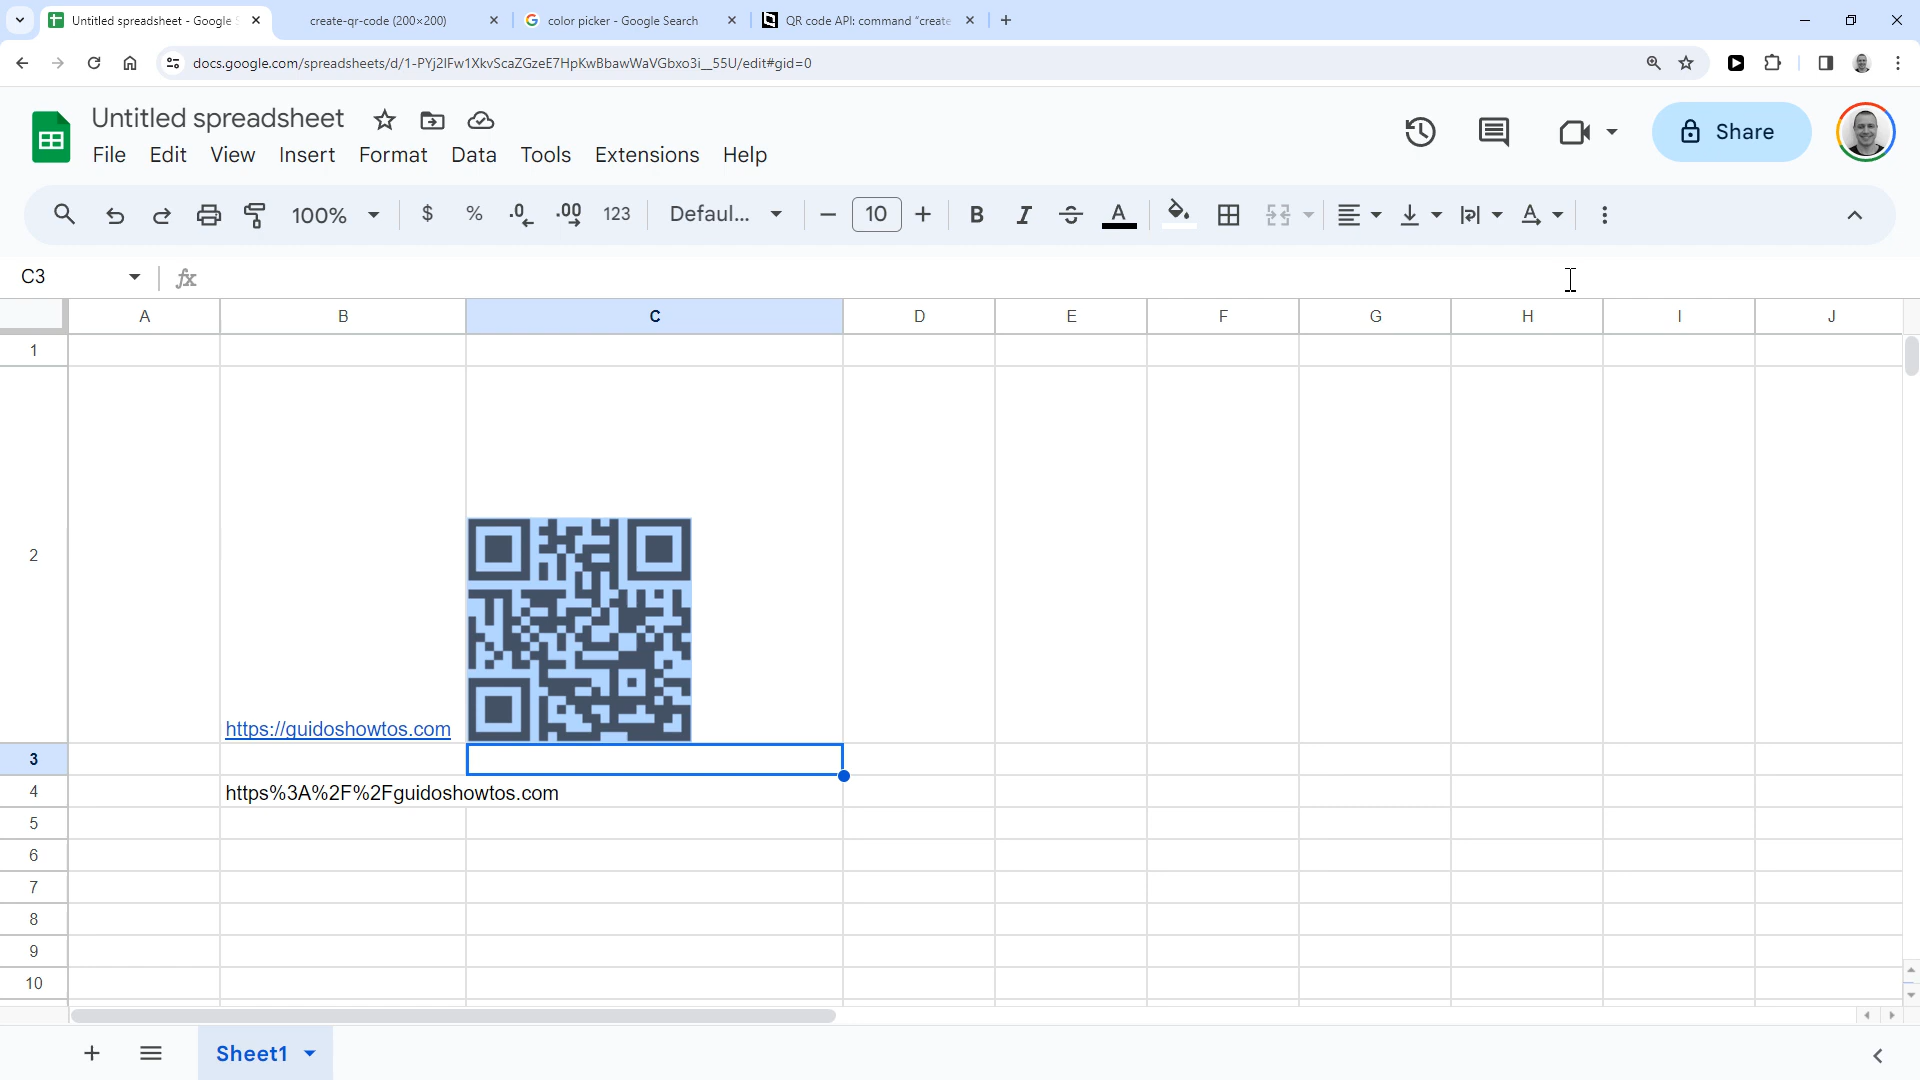 Untitled spreadsheet - Google S
create-qr-code (200×200)
color picker - Google Search
QR code API: command "create
docs.google.com/spreadsheets/d/1-PYj2IFw1XkvScaZGzeE7HpKwBbawWaVGbxo3i__55U/edit#gid=0
Untitled spreadsheet
File Edit View Insert Format Data Tools Extensions Help
Share
100% $ % .0 .00 123 Defaul... 10 B I A A
C3 fx
A B C D E F G H I J
1
2
https://guidoshowtos.com
3
4 https%3A%2F%2Fguidoshowtos.com
5
6
7
8
9
10
Sheet1